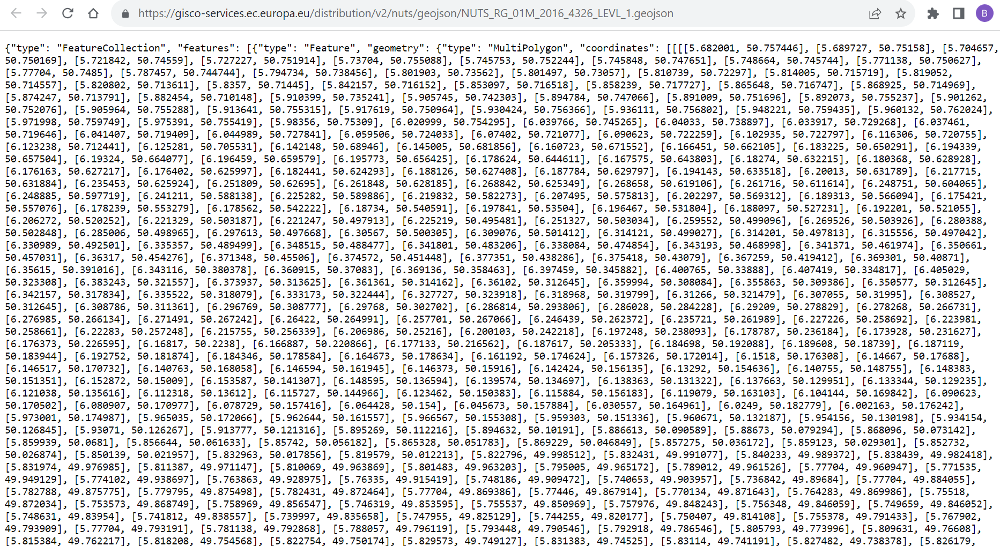 https://gisco-services.ec.europa.eu/distribution/v2/nuts/geojson/NUTS_RG_01M_2016_4326_LEVL_1.geojson
B
{"type": "FeatureCollection", "features": [{"type": "Feature", "geometry": {"type": "MultiPolygon", "coordinates": [[[[5.682001, 50.757446], [5.689727, 50.75158], [5.704657,
50.750169], [5.721842, 50.74559], [5.727227, 50.751914], [5.73704, 50.755088], [5.745753, 50.752244], [5.745848, 50.747651], [5.748664, 50.745744], [5.771138, 50.750627],
[5.77704, 50.7485], [5.787457, 50.744744], [5.794734, 50.738456], [5.801903, 50.73562], [5.801497, 50.73057], [5.810739, 50.72297], [5.814005, 50.715719], [5.819052,
50.714557], [5.820802, 50.713611], [5.8357, 50.71445], [5.842157, 50.716152], [5.853097, 50.716518], [5.858239, 50.717727], [5.865648, 50.716747], [5.868925, 50.714969],
[5.874247, 50.713791], [5.882454, 50.710148], [5.910399, 50.735241], [5.905745, 50.742303], [5.894784, 50.747066], [5.891009, 50.751696], [5.892073, 50.755237], [5.901262,
50.752076], [5.905964, 50.755288], [5.913641, 50.755315], [5.917619, 50.750964], [5.930424, 50.756366], [5.936111, 50.756802], [5.948221, 50.759435], [5.960132, 50.762024],
[5.971998, 50.759749], [5.975391, 50.755419], [5.98356, 50.75309], [6.020999, 50.754295], [6.039766, 50.745265], [6.04033, 50.738897], [6.033917, 50.729268], [6.037461,
50.719646], [6.041407, 50.719409], [6.044989, 50.727841], [6.059506, 50.724033], [6.07402, 50.721077], [6.090623, 50.722259], [6.102935, 50.722797], [6.116306, 50.720755],
[6.123238, 50.712441], [6.125281, 50.705531], [6.142148, 50.68946], [6.145005, 50.681856], [6.160723, 50.671552], [6.166451, 50.662105], [6.183225, 50.650291], [6.194339,
50.657504], [6.19324, 50.664077], [6.196459, 50.659579], [6.195773, 50.656425], [6.178624, 50.644611], [6.167575, 50.643803], [6.18274, 50.632215], [6.180368, 50.628928],
[6.176163, 50.627217], [6.176402, 50.625997], [6.182441, 50.624293], [6.188126, 50.627408], [6.187784, 50.629797], [6.194143, 50.633518], [6.20013, 50.631789], [6.217715,
50.631884], [6.235453, 50.625924], [6.251809, 50.62695], [6.261848, 50.628185], [6.268842, 50.625349], [6.268658, 50.619106], [6.261716, 50.611614], [6.248751, 50.604065],
[6.248885, 50.597719], [6.241211, 50.588138], [6.225282, 50.589886], [6.219832, 50.582273], [6.207495, 50.575813], [6.202297, 50.569312], [6.189313, 50.566094], [6.175421,
50.557076], [6.178239, 50.553279], [6.178562, 50.542222], [6.18734, 50.540591], [6.197841, 50.53504], [6.196467, 50.531804], [6.188097, 50.527231], [6.192201, 50.521055],
[6.206272, 50.520252], [6.221329, 50.503187], [6.221247, 50.497913], [6.225219, 50.495481], [6.251327, 50.503034], [6.259552, 50.499096], [6.269526, 50.503926], [6.280388,
50.502848], [6.285006, 50.498965], [6.297613, 50.497668], [6.30567, 50.500305], [6.309076, 50.501412], [6.314121, 50.499027], [6.314201, 50.497813], [6.315556, 50.497042],
[6.330989, 50.492501], [6.335357, 50.489499], [6.348515, 50.488477], [6.341801, 50.483206], [6.338084, 50.474854], [6.343193, 50.468998], [6.341371, 50.461974], [6.350661,
50.457031], [6.36317, 50.454276], [6.371348, 50.45506], [6.374572, 50.451448], [6.377351, 50.438286], [6.375418, 50.43079], [6.367259, 50.419412], [6.369301, 50.40871],
[6.35615, 50.391016], [6.343116, 50.380378], [6.360915, 50.37083], [6.369136, 50.358463], [6.397459, 50.345882], [6.400765, 50.33888], [6.407419, 50.334817], [6.405029,
50.323308], [6.383243, 50.321557], [6.373937, 50.313625], [6.361361, 50.314162], [6.36102, 50.312645], [6.359994, 50.308084], [6.355863, 50.309386], [6.350577, 50.312645],
[6.342157, 50.317834], [6.335522, 50.318079], [6.333173, 50.322444], [6.327727, 50.323918], [6.318968, 50.319799], [6.31266, 50.321479], [6.307055, 50.31995], [6.308527,
50.312645], [6.308786, 50.311361], [6.296769, 50.308777], [6.29768, 50.302702], [6.286814, 50.293806], [6.286028, 50.284228], [6.29209, 50.278829], [6.278268, 50.266731],
[6.276985, 50.266134], [6.271491, 50.267242], [6.26422, 50.264991], [6.257701, 50.267066], [6.246439, 50.262372], [6.235721, 50.261989], [6.227226, 50.258692], [6.223981,
50.258661], [6.22283, 50.257248], [6.215755, 50.256339], [6.206986, 50.25216], [6.200103, 50.242218], [6.197248, 50.238093], [6.178787, 50.236184], [6.173928, 50.231627],
[6.176373, 50.226595], [6.16817, 50.2238], [6.166887, 50.220866], [6.177133, 50.216562], [6.187617, 50.205333], [6.184698, 50.192088], [6.189608, 50.18739], [6.187119,
50.183944], [6.192752, 50.181874], [6.184346, 50.178584], [6.164673, 50.178634], [6.161192, 50.174624], [6.157326, 50.172014], [6.1518, 50.176308], [6.14667, 50.17688],
[6.146517, 50.170732], [6.140763, 50.168058], [6.146594, 50.161945], [6.146373, 50.15916], [6.142424, 50.156135], [6.13292, 50.154636], [6.140755, 50.148755], [6.148383,
50.151351], [6.152872, 50.15009], [6.153587, 50.141307], [6.148595, 50.136594], [6.139574, 50.134697], [6.138363, 50.131322], [6.137663, 50.129951], [6.133344, 50.129235],
[6.121038, 50.135616], [6.112318, 50.13612], [6.115727, 50.144966], [6.123462, 50.150383], [6.115884, 50.156183], [6.119079, 50.163103], [6.104144, 50.169842], [6.090623,
50.170502], [6.080907, 50.170977], [6.078729, 50.157416], [6.064428, 50.154], [6.045673, 50.157884], [6.030557, 50.164961], [6.0249, 50.182779], [6.002163, 50.176242],
[5.973001, 50.174987], [5.965035, 50.172066], [5.962644, 50.161557], [5.966567, 50.155308], [5.959303, 50.151336], [5.960671, 50.132187], [5.954156, 50.130198], [5.934154,
50.126845], [5.93071, 50.126267], [5.913777, 50.121316], [5.895269, 50.112216], [5.894632, 50.10191], [5.886613, 50.090589], [5.88673, 50.079294], [5.868096, 50.073142],
[5.859939, 50.0681], [5.856644, 50.061633], [5.85742, 50.056182], [5.865328, 50.051783], [5.869229, 50.046849], [5.857275, 50.036172], [5.859123, 50.029301], [5.852732,
50.026874], [5.850139, 50.021957], [5.832963, 50.017856], [5.819579, 50.012213], [5.822796, 49.998512], [5.832431, 49.991077], [5.840233, 49.989372], [5.838439, 49.982418],
[5.831974, 49.976985], [5.811387, 49.971147], [5.810069, 49.963869], [5.801483, 49.963203], [5.795005, 49.965172], [5.789012, 49.961526], [5.77704, 49.960947], [5.771535,
49.949129], [5.774102, 49.938697], [5.763863, 49.928975], [5.76335, 49.915419], [5.748186, 49.909472], [5.740653, 49.903957], [5.736842, 49.89684], [5.77704, 49.884055],
[5.782788, 49.875775], [5.779795, 49.875498], [5.782431, 49.872464], [5.77704, 49.869386], [5.77446, 49.867914], [5.770134, 49.871643], [5.764283, 49.869986], [5.75518,
49.872034], [5.753573, 49.868749], [5.758969, 49.856547], [5.746319, 49.853595], [5.755537, 49.850969], [5.757976, 49.848243], [5.756348, 49.846059], [5.749659, 49.846052],
[5.748631, 49.83954], [5.741812, 49.838557], [5.739997, 49.835658], [5.747955, 49.825129], [5.744255, 49.820177], [5.750407, 49.814108], [5.755378, 49.791433], [5.767902,
49.793909], [5.77704, 49.793191], [5.781138, 49.792868], [5.788057, 49.796119], [5.793448, 49.790546], [5.792918, 49.786546], [5.805793, 49.773996], [5.809631, 49.76608],
[5.815384, 49.762217], [5.818208, 49.754568], [5.822754, 49.750174], [5.829573, 49.749127], [5.831383, 49.74525], [5.83114, 49.741191], [5.827482, 49.738378], [5.826179,